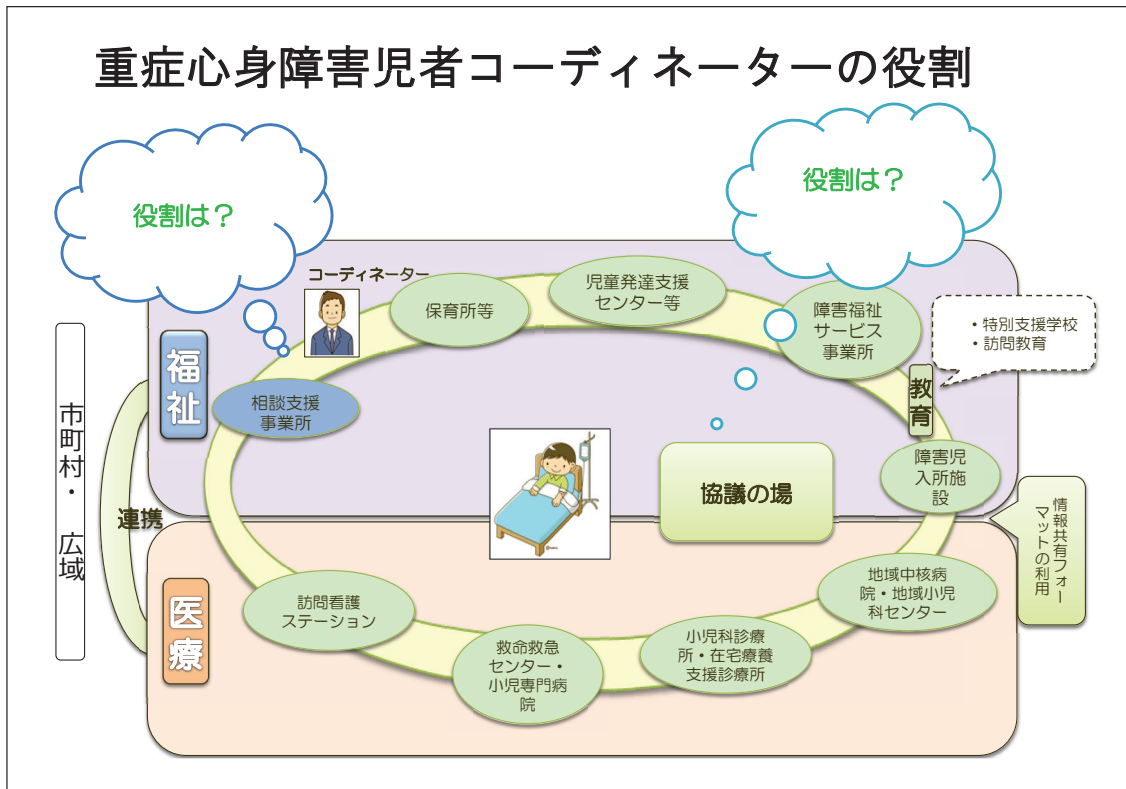 重症心身障害児者コーディネーターの役割
役割は？
役割は？
コーディネーター
保育所等
児童発達支援
センター等
障害福祉
サービス
事業所
・特別支援学校
・訪問教育
福祉
相談支援
事業所
教育
市町村・広域
連携
協議の場
障害児
入所施
設
情報共有フォー
マットの利用
医療
訪問看護
ステーション
救命救急
センター・
小児専門病
院
小児科診療
所・在宅療養
支援診療所
地域中核病
院・地域小児
科センター